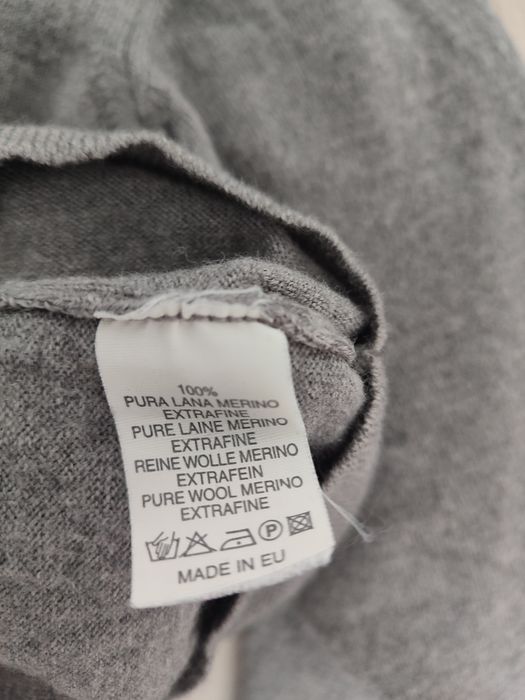 100%
PURA LANA MERINO
EXTRAFINE
PURE LAINE MERINO
EXTRAFINE
REINE WOLLE MERINO
EXTRAFEIN
PURE WOOL MERINO
EXTRAFINE
P
MADE IN EU